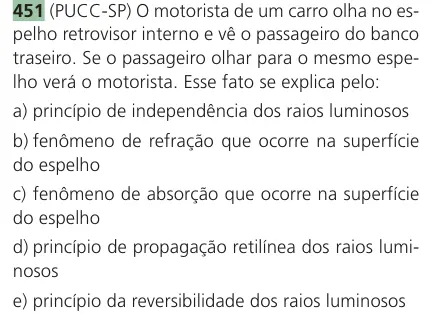 451 (PUCC-SP) O motorista de um carro olha no es-
pelho retrovisor interno e vê o passageiro do banco
traseiro. Se o passageiro olhar para o mesmo espe-
lho verá o motorista. Esse fato se explica pelo:
a) princípio de independência dos raios luminosos
b) fenômeno de refração que ocorre na superfície
do espelho
c) fenômeno de absorção que ocorre na superfície
do espelho
d) princípio de propagação retilínea dos raios lumi-
nosos
e) princípio da reversibilidade dos raios luminosos